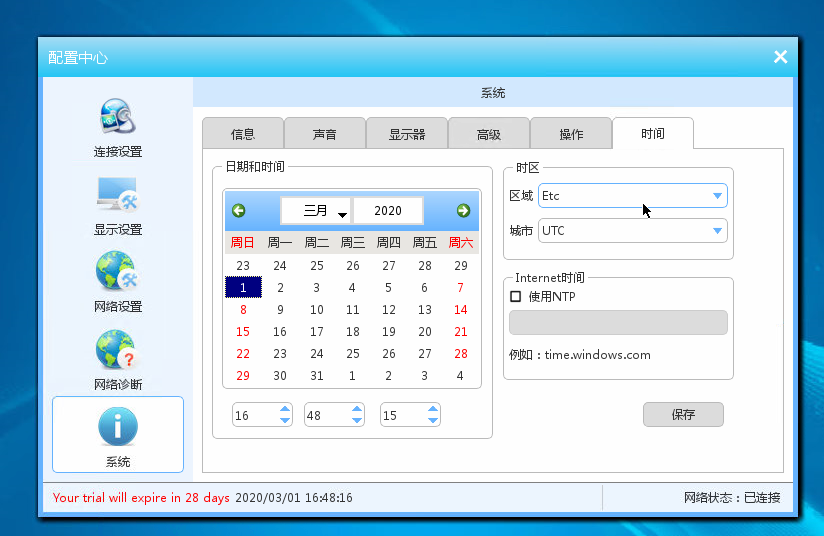 配置中心
连接设置
显示设置
网络设置
网络诊断
系统
系统
信息 声音 显示器 高级 操作 时间
日期和时间
三月 2020
周日 周一 周二 周三 周四 周五 周六
23 24 25 26 27 28 29
1 2 3 4 5 6 7
8 9 10 11 12 13 14
15 16 17 18 19 20 21
22 23 24 25 26 27 28
29 30 31 1 2 3 4
16 48 15
时区
区域 Etc
城市 UTC
Internet时间
使用NTP
例如：time.windows.com
保存
Your trial will expire in 28 days 2020/03/01 16:48:16
网络状态：已连接